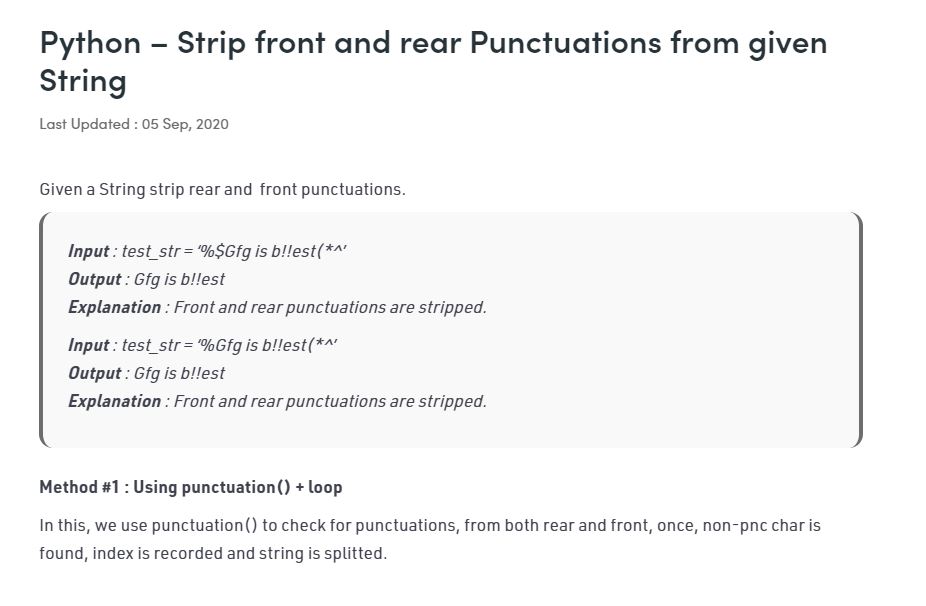 Python – Strip front and rear Punctuations from given
String
Last Updated : 05 Sep, 2020
Given a String strip rear and  front punctuations.
Input : test_str = ‘%$Gfg is b!!est(*^’
Output : Gfg is b!!est
Explanation : Front and rear punctuations are stripped.
Input : test_str = ‘%Gfg is b!!est(*^’
Output : Gfg is b!!est
Explanation : Front and rear punctuations are stripped.
Method #1 : Using punctuation() + loop
In this, we use punctuation() to check for punctuations, from both rear and front, once, non-pnc char is
found, index is recorded and string is splitted.